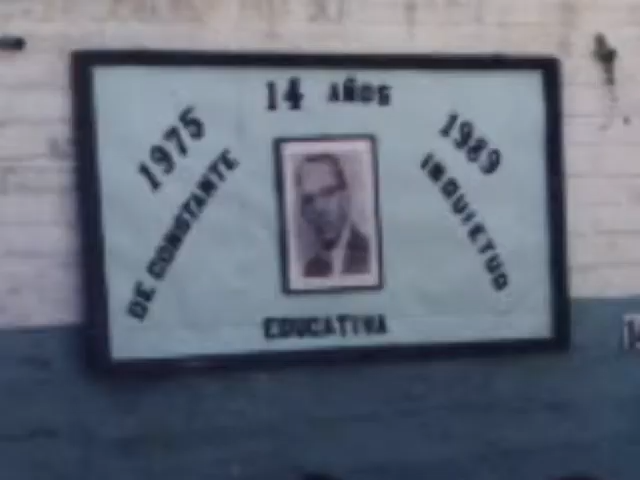 14 AÑOS
1975
1989
DE CONSTANTE
INQUIETUD
EDUCATIVA